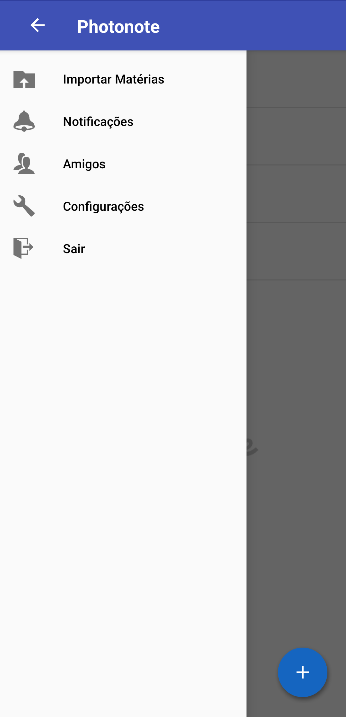 Photonote
Importar Matérias
Notificações
Amigos
Configurações
Sair